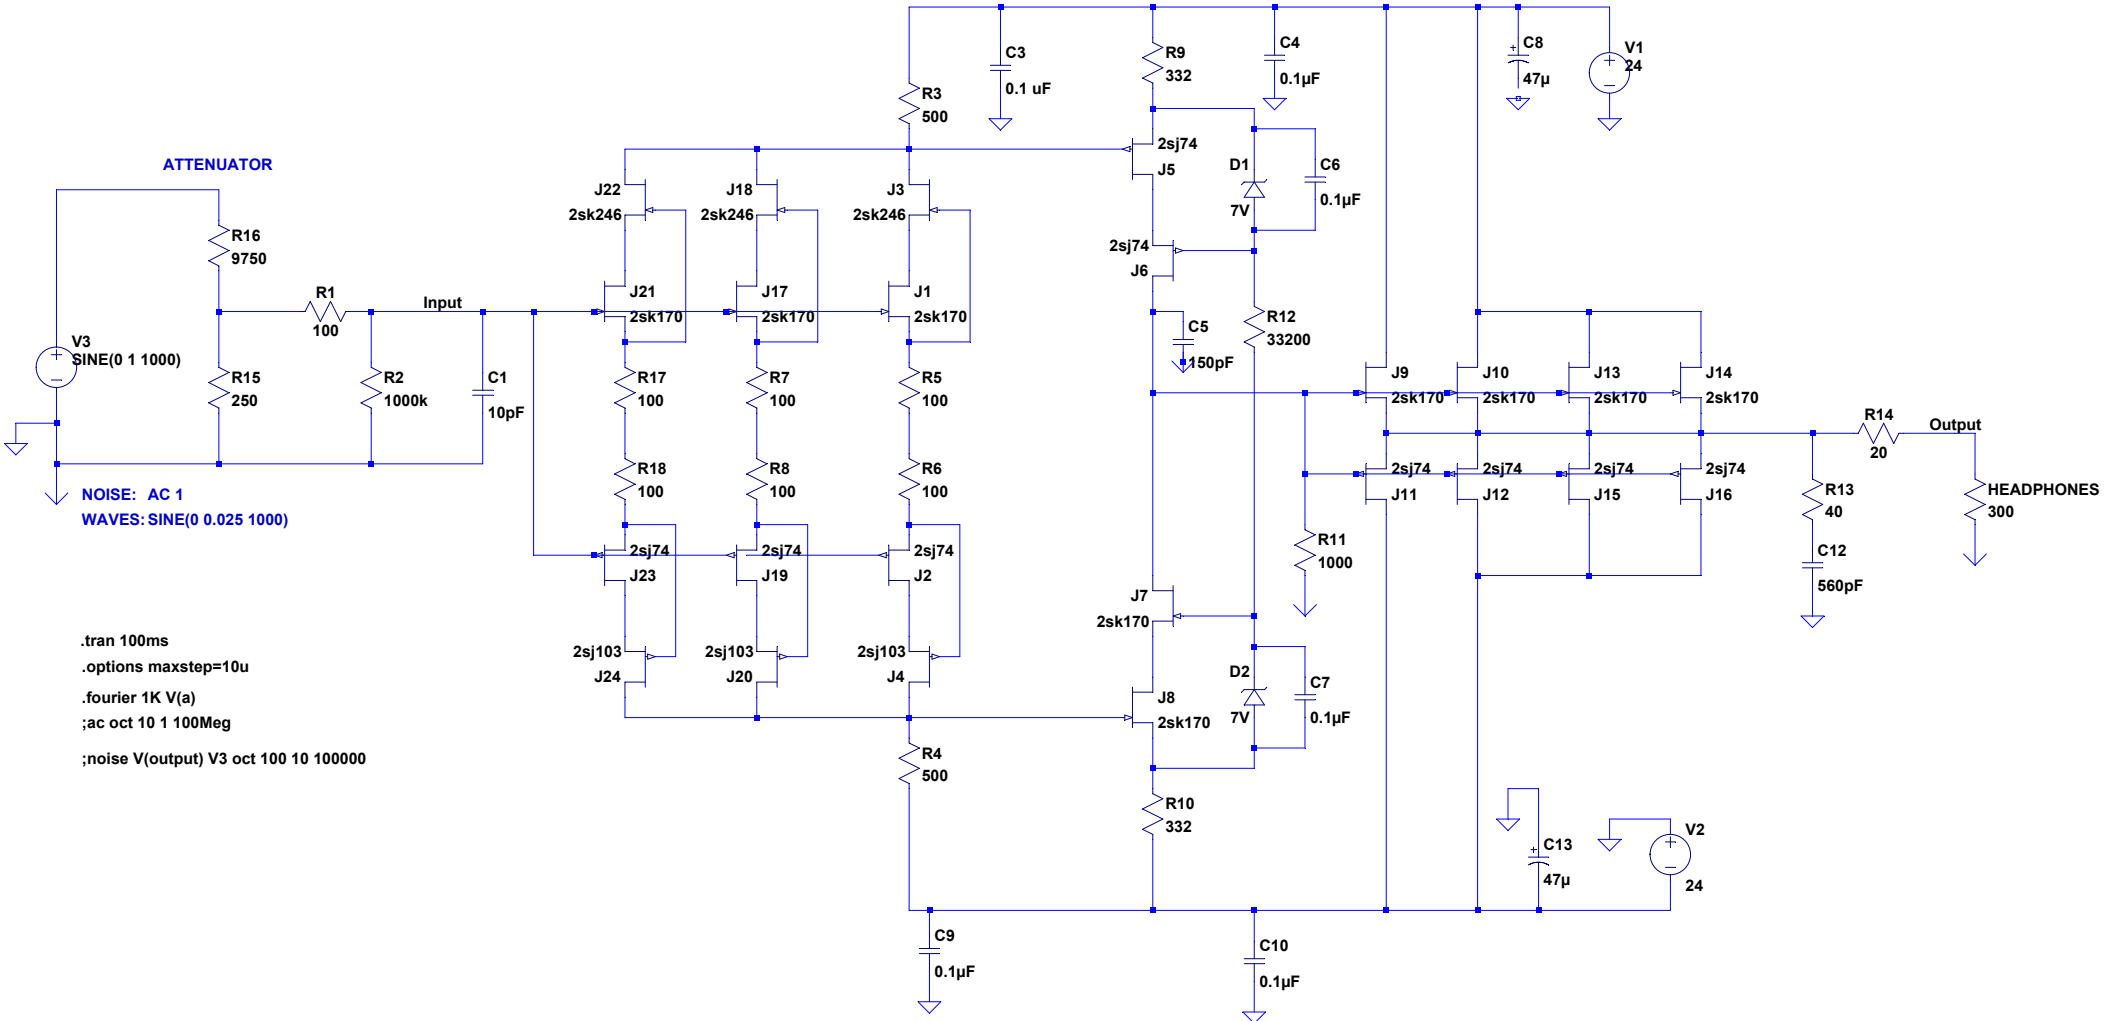 ATTENUATOR
V3
SINE(0 1 1000)
R16
9750
R15
250
R1
100
R2
1000k
Input
C1
10pF
NOISE: AC 1
WAVES: SINE(0 0.025 1000)
.tran 100ms
.options maxstep=10u
.fourier 1K V(a)
;ac oct 10 1 100Meg
;noise V(output) V3 oct 100 10 100000
J22
2sk246
J18
2sk246
J3
2sk246
J21
2sk170
J17
2sk170
J1
2sk170
R17
100
R7
100
R5
100
R18
100
R8
100
R6
100
2sj74
J23
2sj74
J19
2sj74
J2
2sj103
J24
2sj103
J20
2sj103
J4
R3
500
C3
0.1 uF
R4
500
C9
0.1µF
R9
332
C4
0.1µF
2sj74
J5
D1
7V
C6
0.1µF
2sj74
J6
C5
150pF
R12
33200
R11
1000
J7
2sk170
J8
2sk170
D2
7V
C7
0.1µF
R10
332
C10
0.1µF
C8
+
47µ
V1
+
−
24
J9
2sk170
J10
2sk170
J13
2sk170
J14
2sk170
2sj74
J11
2sj74
J12
2sj74
J15
2sj74
J16
R14
20
Output
R13
40
C12
560pF
HEADPHONES
300
C13
+
47µ
V2
+
−
24